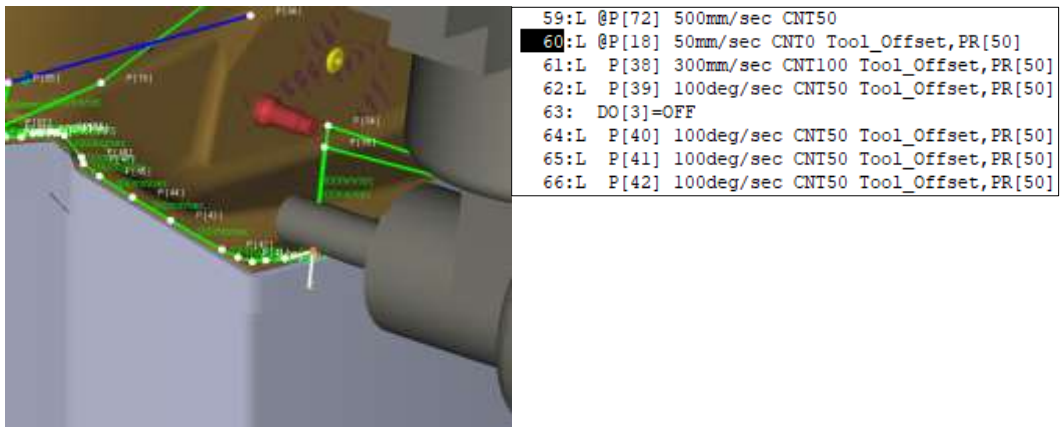 59:L @P[72] 500mm/sec CNT50
60:L @P[18] 50mm/sec CNT0 Tool_Offset,PR[50]
61:L P[38] 300mm/sec CNT100 Tool_Offset,PR[50]
62:L P[39] 100deg/sec CNT50 Tool_Offset,PR[50]
63: DO[3]=OFF
64:L P[40] 100deg/sec CNT50 Tool_Offset,PR[50]
65:L P[41] 100deg/sec CNT50 Tool_Offset,PR[50]
66:L P[42] 100deg/sec CNT50 Tool_Offset,PR[50]
P[44]